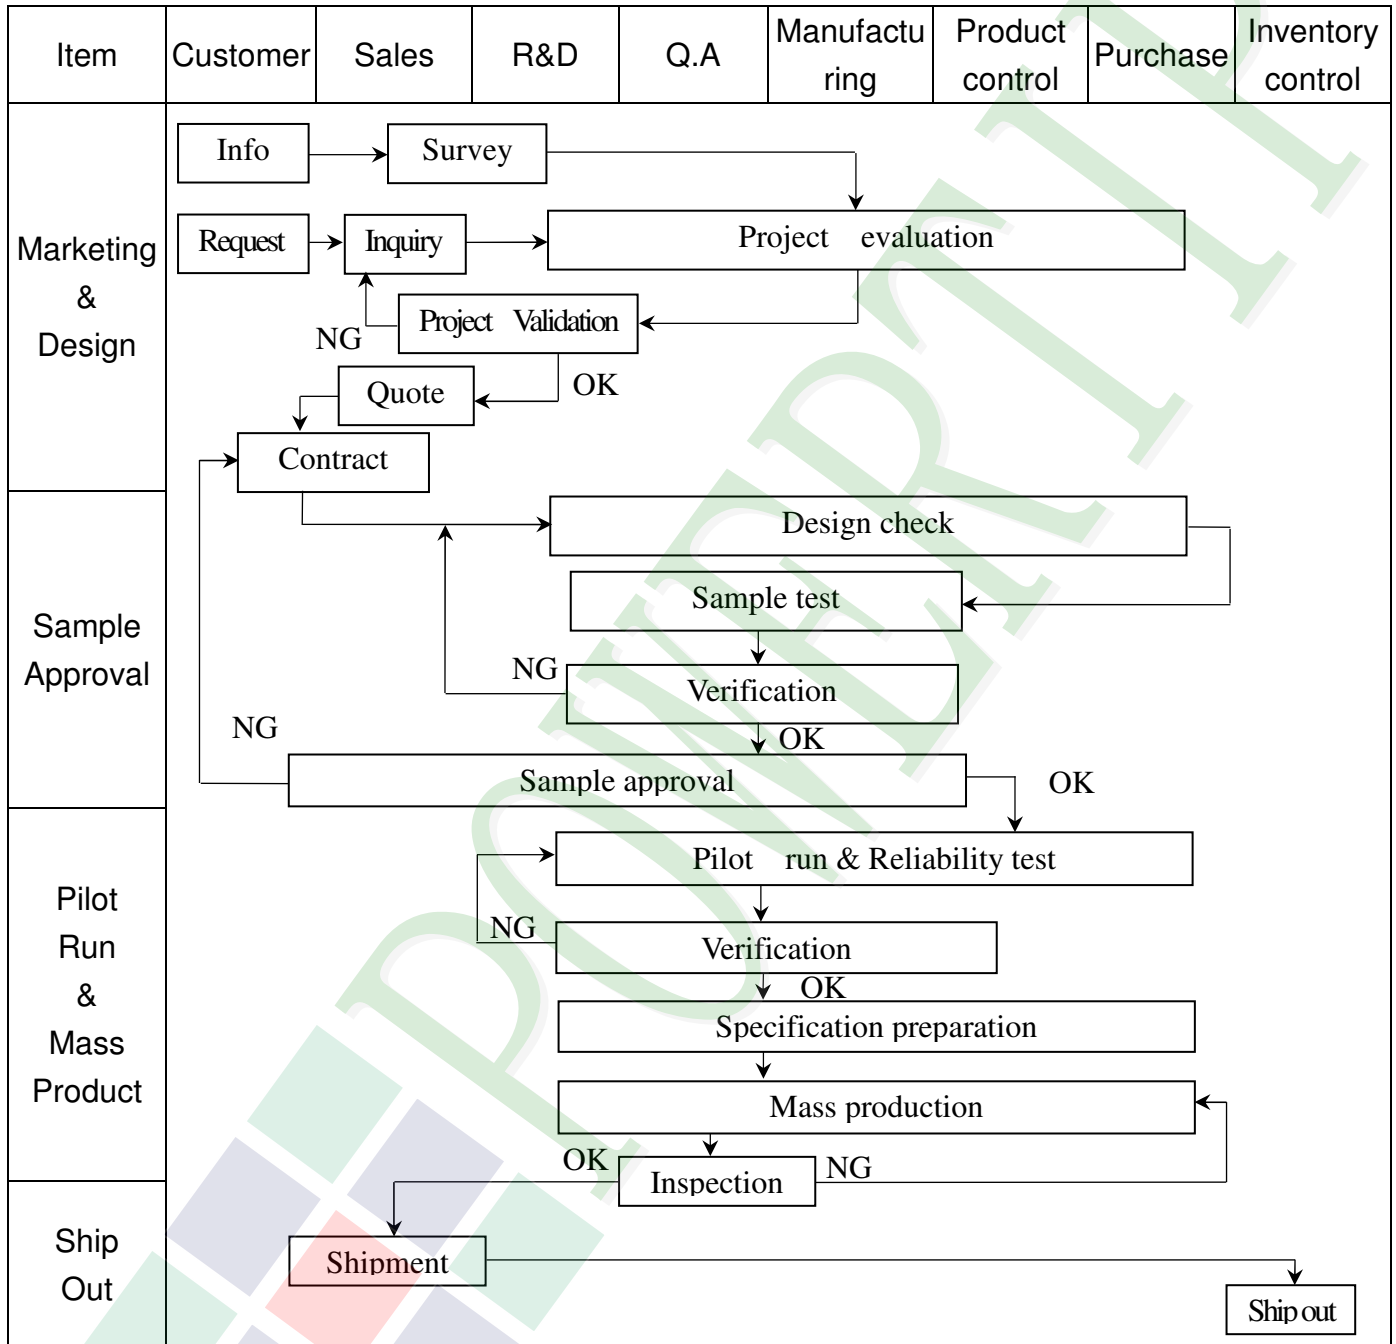 Item
Customer
Sales
R&D
Q.A
Manufactu
ring
Product
control
Purchase
Inventory
control
Marketing
&
Design
Info
Survey
Request
Inquiry
Project evaluation
NG
Project Validation
Quote
OK
Contract
Sample
Approval
Design check
Sample test
NG
Verification
NG
OK
Sample approval
OK
Pilot
Run
&
Mass
Product
Pilot run & Reliability test
NG
Verification
OK
Specification preparation
Mass production
OK
Inspection
NG
Ship
Out
Shipment
Ship out
POWERTIP